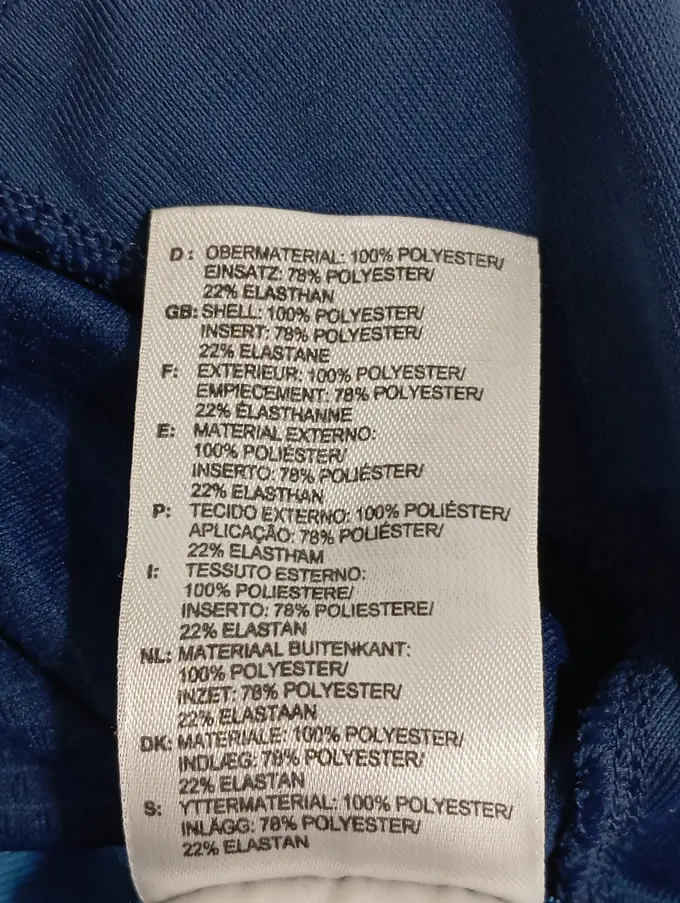 D: OBERMATERIAL: 100% POLYESTER/
EINSATZ: 78% POLYESTER/
22% ELASTHAN
GB: SHELL: 100% POLYESTER/
INSERT: 78% POLYESTER/
22% ELASTANE
F: EXTERIEUR: 100% POLYESTER/
EMPIECEMENT: 78% POLYESTER/
22% ÉLASTHANNE
E: MATERIAL EXTERNO:
100% POLIÉSTER/
INSERTO: 78% POLIÉSTER/
22% ELASTHAN
P: TECIDO EXTERNO: 100% POLIÉSTER/
APLICAÇÃO: 78% POLIÉSTER/
22% ELASTHAM
I: TESSUTO ESTERNO:
100% POLIESTERE/
INSERTO: 78% POLIESTERE/
22% ELASTAN
NL: MATERIAAL BUITENKANT:
100% POLYESTER/
INZET: 78% POLYESTER/
22% ELASTAAN
DK: MATERIALE: 100% POLYESTER/
INDLÆG: 78% POLYESTER/
22% ELASTAN
S: YTTERMATERIAL: 100% POLYESTER/
INLÄGG: 78% POLYESTER/
22% ELASTAN